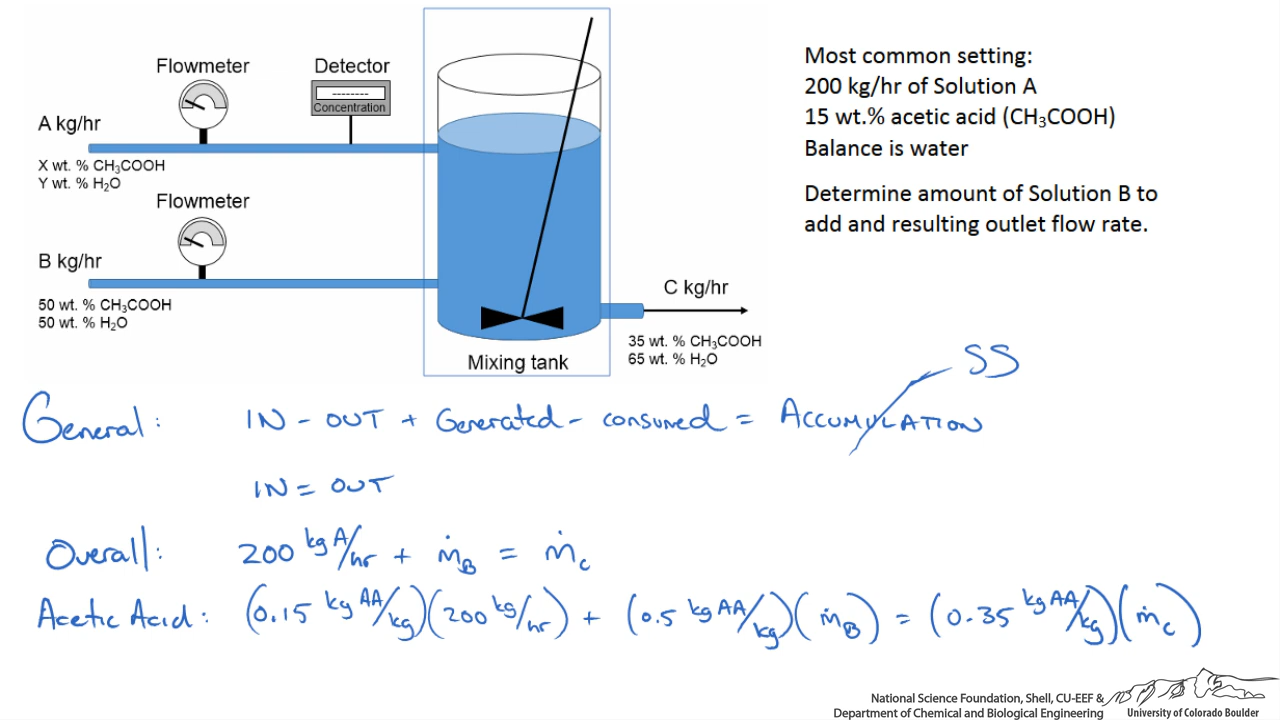 Flowmeter
Detector
--------
Concentration
A kg/hr
X wt. % CH₃COOH
Y wt. % H₂O
Flowmeter
B kg/hr
50 wt. % CH₃COOH
50 wt. % H₂O
C kg/hr
35 wt. % CH₃COOH
65 wt. % H₂O
Mixing tank
Most common setting:
200 kg/hr of Solution A
15 wt.% acetic acid (CH₃COOH)
Balance is water
Determine amount of Solution B to
add and resulting outlet flow rate.
SS
General: IN - OUT + Generated - consumed = ACCUMULATION
IN = OUT
Overall: 200 kg A/hr + ṁ_B = ṁ_C
Acetic Acid: (0.15 kg AA/kg)(200 kg/hr) + (0.5 kg AA/kg)(ṁ_B) = (0.35 kg AA/kg)(ṁ_C)
National Science Foundation, Shell, CU-EEF &
Department of Chemical and Biological Engineering
University of Colorado Boulder